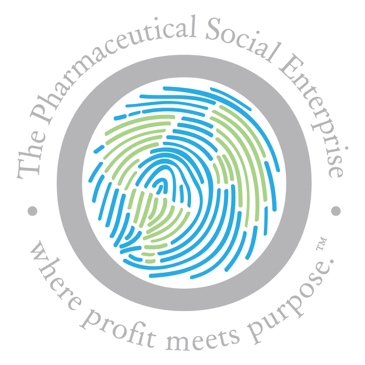 The Pharmaceutical Social Enterprise
where profit meets purpose.™